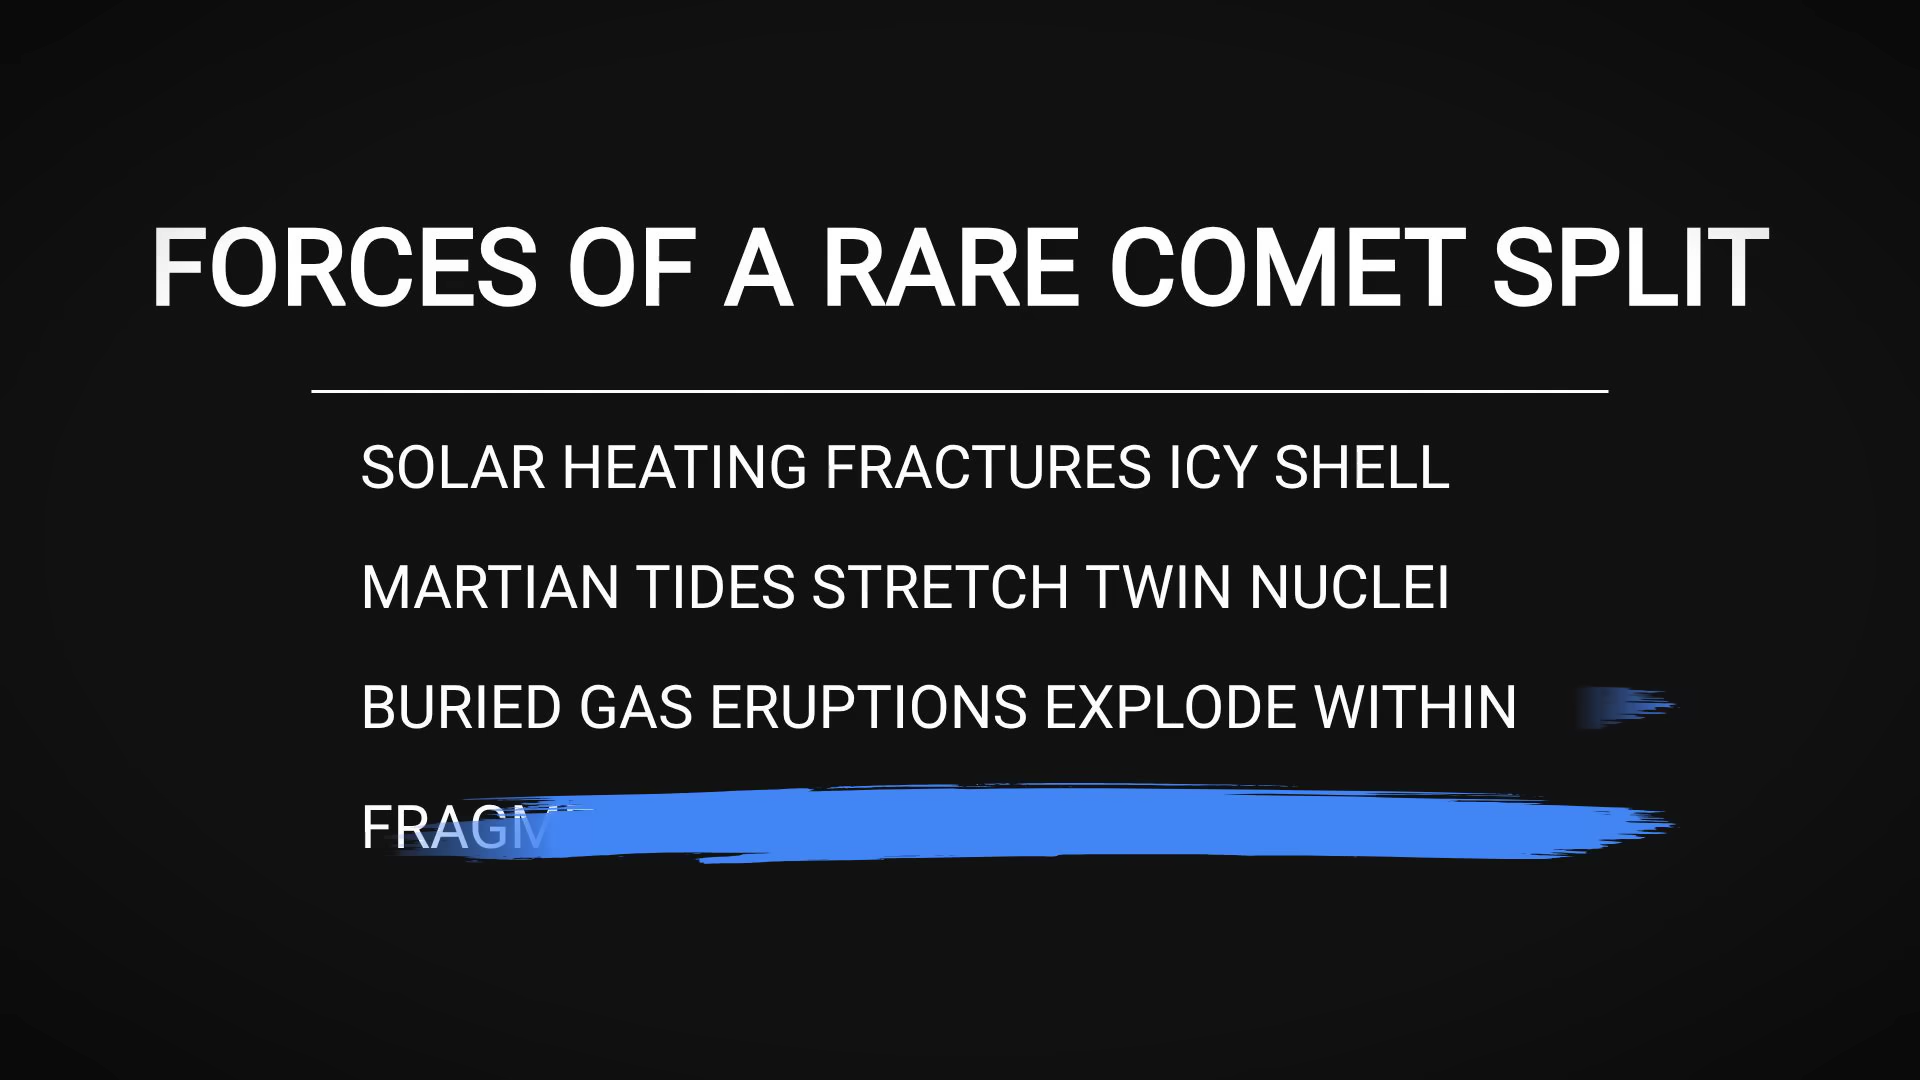 FORCES OF A RARE COMET SPLIT
SOLAR HEATING FRACTURES ICY SHELL
MARTIAN TIDES STRETCH TWIN NUCLEI
BURIED GAS ERUPTIONS EXPLODE WITHIN